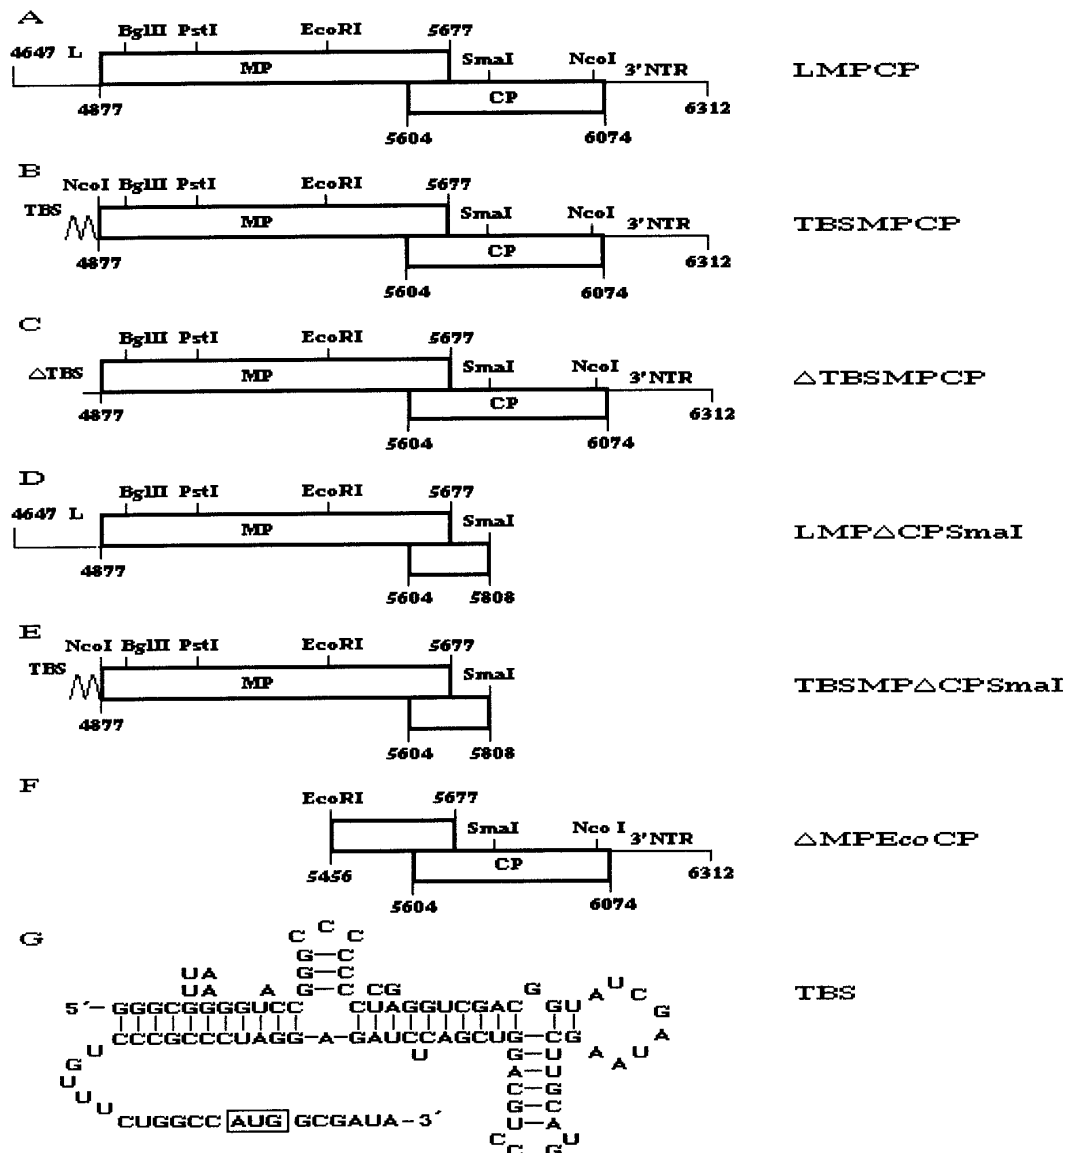 A
4647 L BglII PstI EcoRI 5677
SmaI NcoI
MP 3'NTR LMPCP
CP
4877 5604 6074 6312
B
NcoI BglII PstI EcoRI 5677
TBS SmaI NcoI
MP 3'NTR TBSMPCP
CP
4877 5604 6074 6312
C
BglII PstI EcoRI 5677
△TBS SmaI NcoI
MP 3'NTR △TBSMPCP
CP
4877 5604 6074 6312
D
4647 L BglII PstI EcoRI 5677
SmaI
MP LMP△CPSmaI
4877 5604 5808
E
NcoI BglII PstI EcoRI 5677
TBS SmaI
MP TBSMP△CPSmaI
4877 5604 5808
F
EcoRI 5677
SmaI Nco I
3'NTR △MPEcoCP
CP
5456 5604 6074 6312
G
TBS
C C C
G–C
G–C
UA
UA A G–C CG G A U C
5´–GGGCGGGGUCC CUAGGUCGAC GU G
CCCGCCCUAGG–A–GAUCCAGCUGC G A
U U A A U
G G–U
U A–U
U C–G
U G–C
CUGGCC AUG GCGAUA–3´
U–A
C U
C G